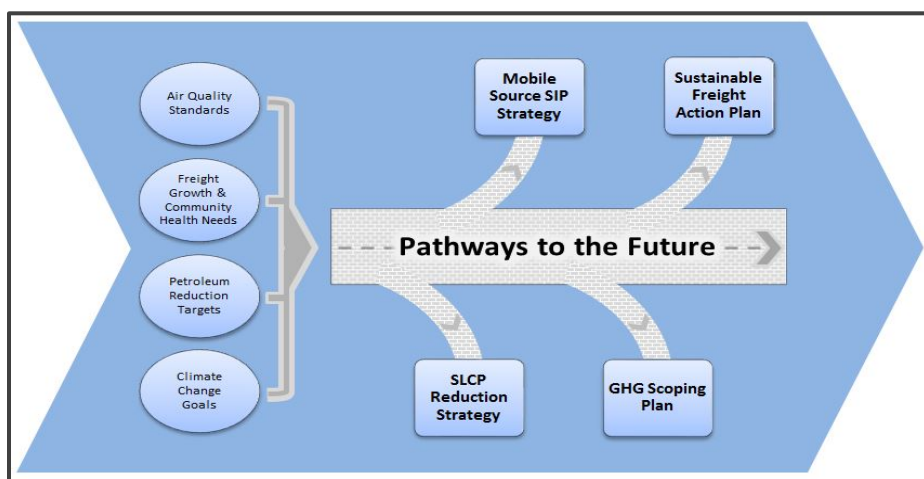 Air Quality
Standards
Freight
Growth &
Community
Health Needs
Petroleum
Reduction
Targets
Climate
Change
Goals
Mobile
Source SIP
Strategy
Sustainable
Freight
Action Plan
Pathways to the Future
SLCP
Reduction
Strategy
GHG Scoping
Plan